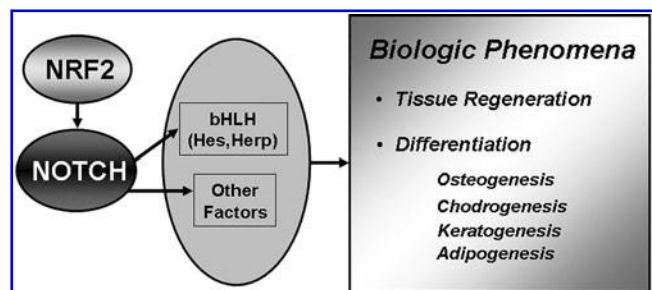 NRF2
NOTCH
bHLH
(Hes,Herp)
Other
Factors
Biologic Phenomena
• Tissue Regeneration
• Differentiation
Osteogenesis
Chodrogenesis
Keratogenesis
Adipogenesis